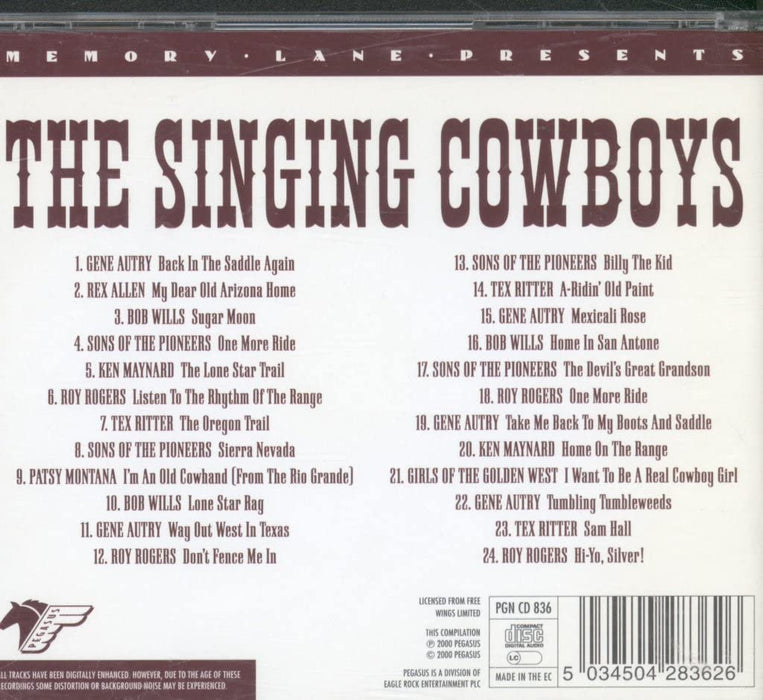 MEMORY · LANE · PRESENTS
THE SINGING COWBOYS
1. GENE AUTRY Back In The Saddle Again
2. REX ALLEN My Dear Old Arizona Home
3. BOB WILLS Sugar Moon
4. SONS OF THE PIONEERS One More Ride
5. KEN MAYNARD The Lone Star Trail
6. ROY ROGERS Listen To The Rhythm Of The Range
7. TEX RITTER The Oregon Trail
8. SONS OF THE PIONEERS Sierra Nevada
9. PATSY MONTANA I'm An Old Cowhand (From The Rio Grande)
10. BOB WILLS Lone Star Rag
11. GENE AUTRY Way Out West In Texas
12. ROY ROGERS Don't Fence Me In
13. SONS OF THE PIONEERS Billy The Kid
14. TEX RITTER A-Ridin' Old Paint
15. GENE AUTRY Mexicali Rose
16. BOB WILLS Home In San Antone
17. SONS OF THE PIONEERS The Devil's Great Grandson
18. ROY ROGERS One More Ride
19. GENE AUTRY Take Me Back To My Boots And Saddle
20. KEN MAYNARD Home On The Range
21. GIRLS OF THE GOLDEN WEST I Want To Be A Real Cowboy Girl
22. GENE AUTRY Tumbling Tumbleweeds
23. TEX RITTER Sam Hall
24. ROY ROGERS Hi-Yo, Silver!
PEGASUS
LL TRACKS HAVE BEEN DIGITALLY ENHANCED. HOWEVER, DUE TO THE AGE OF THESE
RECORDINGS SOME DISTORTION OR BACKGROUND NOISE MAY BE EXPERIENCED.
LICENSED FROM FREE
WINGS LIMITED
THIS COMPILATION
℗ 2000 PEGASUS
© 2000 PEGASUS
PEGASUS IS A DIVISION OF
EAGLE ROCK ENTERTAINMENT PLC
PGN CD 836
COMPACT
disc
DIGITAL AUDIO
LC
MADE IN THE EC
5 034504 283626